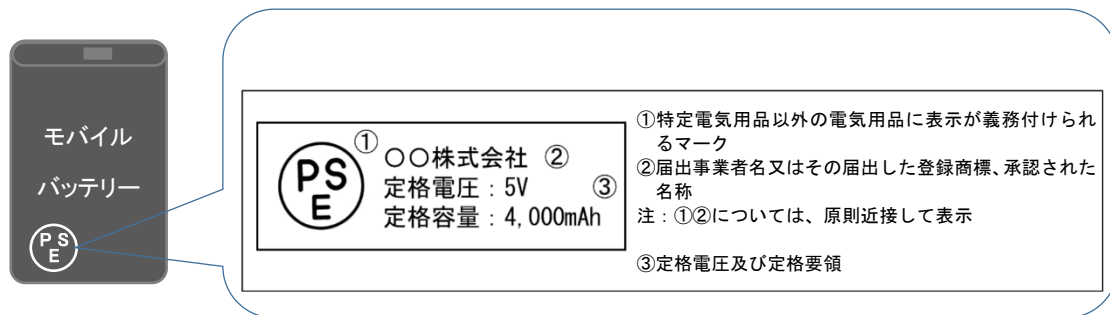 モバイル
バッテリー
PS
E
PS
E
①
〇〇株式会社 ②
定格電圧：5V ③
定格容量：4,000mAh
①特定電気用品以外の電気用品に表示が義務付けられ
るマーク
②届出事業者名又はその届出した登録商標、承認された
名称
注：①②については、原則近接して表示
③定格電圧及び定格要領